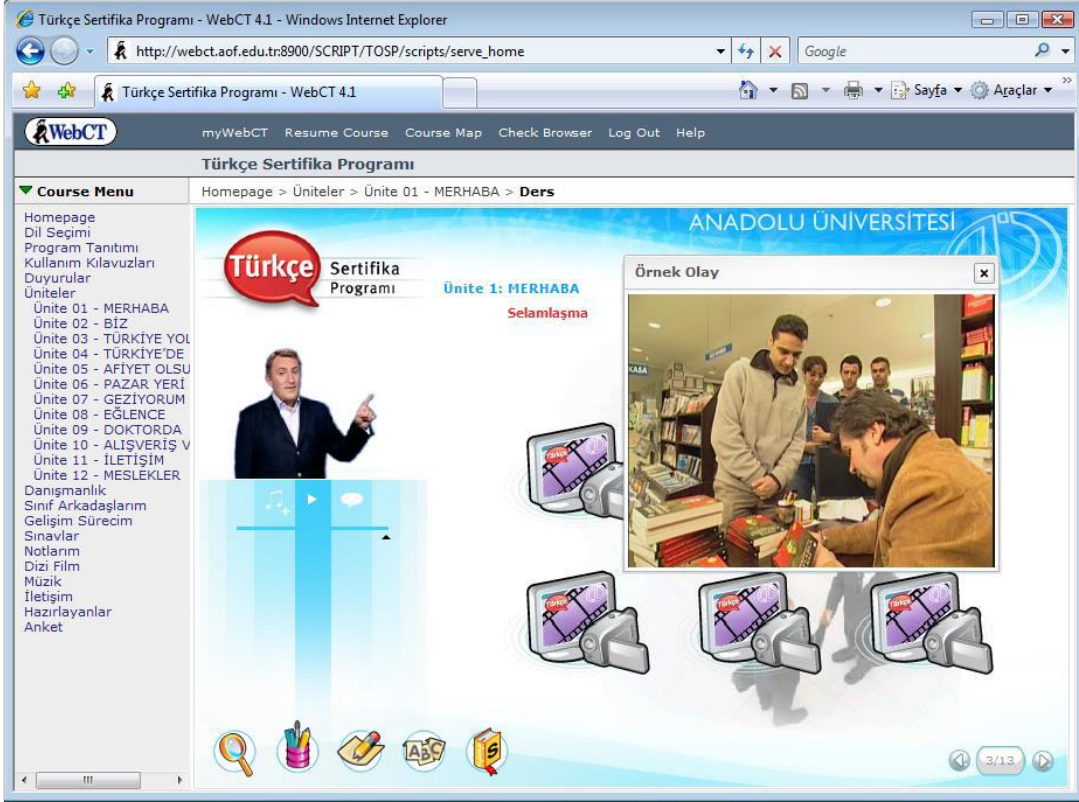 Türkçe Sertifika Programı - WebCT 4.1 - Windows Internet Explorer
http://webct.aof.edu.tr:8900/SCRIPT/TOSP/scripts/serve_home
Google
Türkçe Sertifika Programı - WebCT 4.1
Sayfa
Araçlar
WebCT
myWebCT Resume Course Course Map Check Browser Log Out Help
Türkçe Sertifika Programı
Course Menu
Homepage > Üniteler > Ünite 01 - MERHABA > Ders
Homepage
Dil Seçimi
Program Tanıtımı
Kullanım Kılavuzları
Duyurular
Üniteler
Ünite 01 - MERHABA
Ünite 02 - BİZ
Ünite 03 - TÜRKİYE YOL
Ünite 04 - TÜRKİYE'DE
Ünite 05 - AFİYET OLSU
Ünite 06 - PAZAR YERİ
Ünite 07 - GEZİYORUM
Ünite 08 - EĞLENCE
Ünite 09 - DOKTORDA
Ünite 10 - ALIŞVERİŞ V
Ünite 11 - İLETİŞİM
Ünite 12 - MESLEKLER
Danışmanlık
Sınıf Arkadaşlarım
Gelişim Sürecim
Sınavlar
Notlarım
Dizi Film
Müzik
İletişim
Hazırlayanlar
Anket
ANADOLU ÜNİVERSİTESİ
Türkçe Sertifika
Programı
Ünite 1: MERHABA
Selamlaşma
Örnek Olay
KASA
Türkçe
Türkçe
Türkçe
Türkçe
ABC
S
3/13